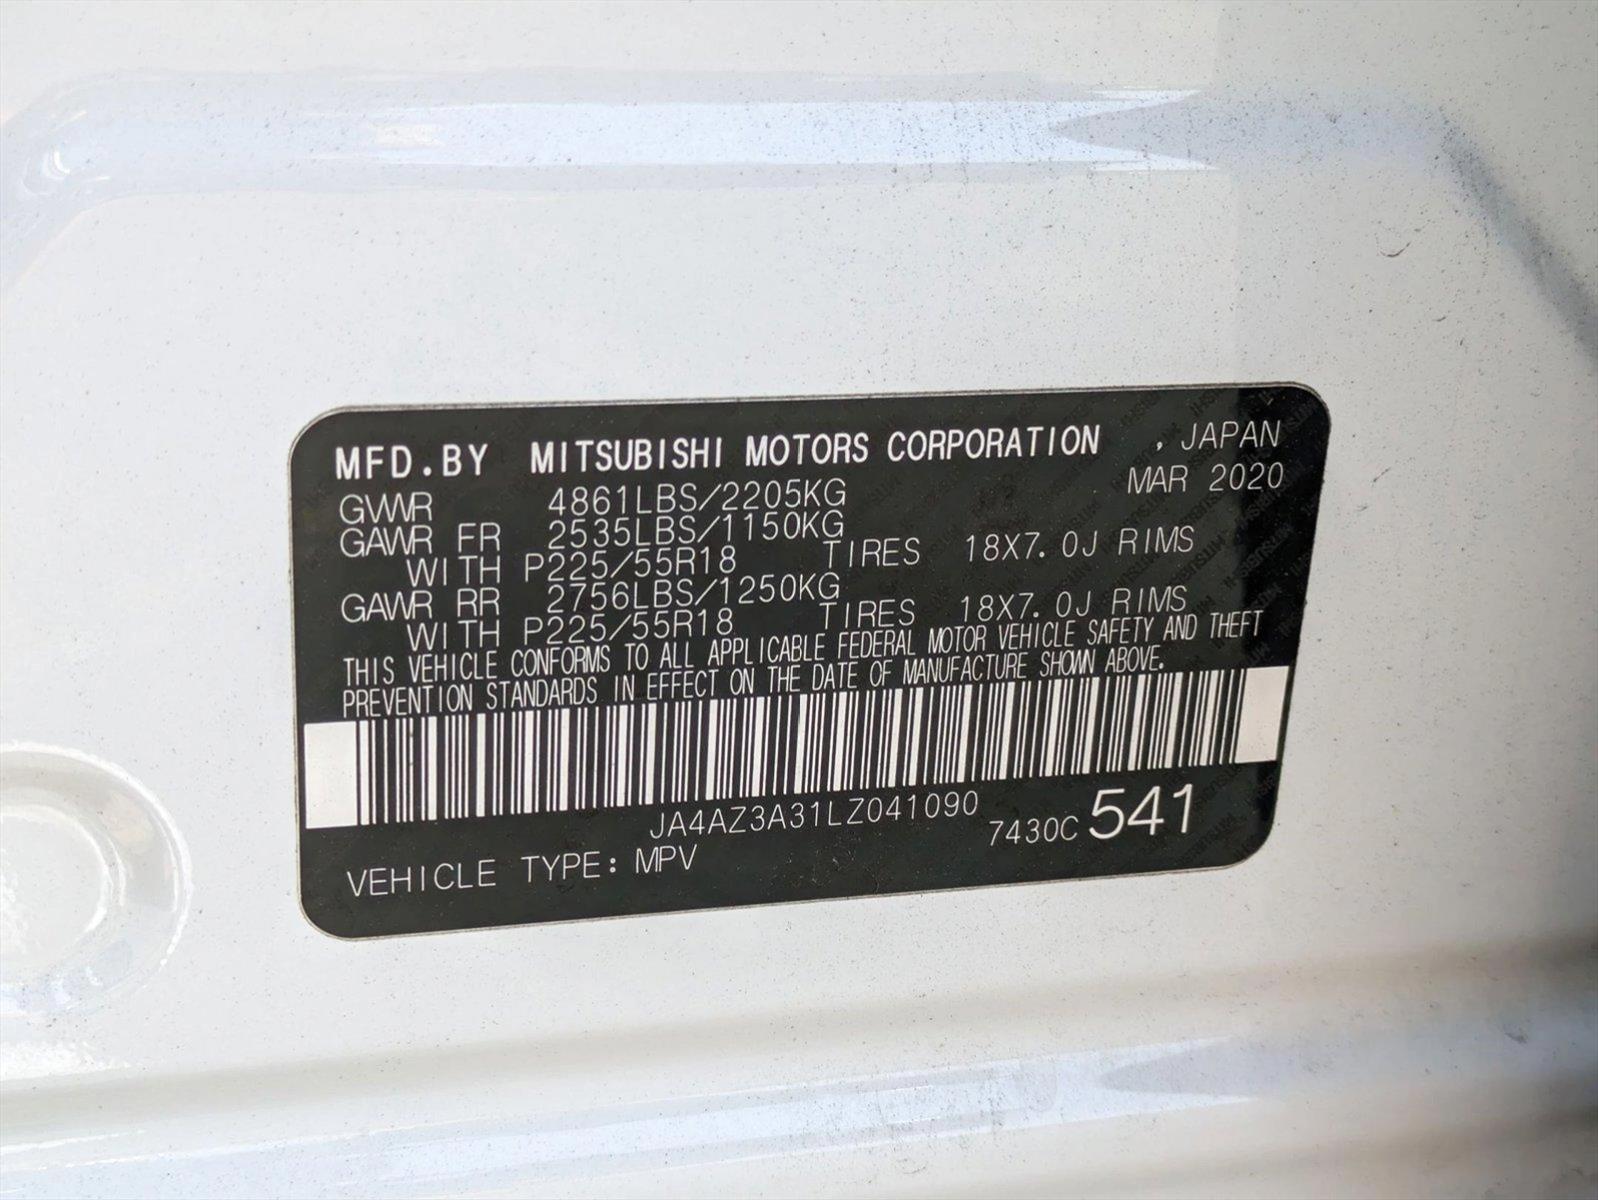 MFD.BY MITSUBISHI MOTORS CORPORATION , JAPAN
GVWR 4861LBS/2205KG MAR 2020
GAWR FR 2535LBS/1150KG
WITH P225/55R18 TIRES 18X7.0J RIMS
GAWR RR 2756LBS/1250KG
WITH P225/55R18 TIRES 18X7.0J RIMS
THIS VEHICLE CONFORMS TO ALL APPLICABLE FEDERAL MOTOR VEHICLE SAFETY AND THEFT
PREVENTION STANDARDS IN EFFECT ON THE DATE OF MANUFACTURE SHOWN ABOVE.
JA4AZ3A31LZ041090
7430C 541
VEHICLE TYPE: MPV